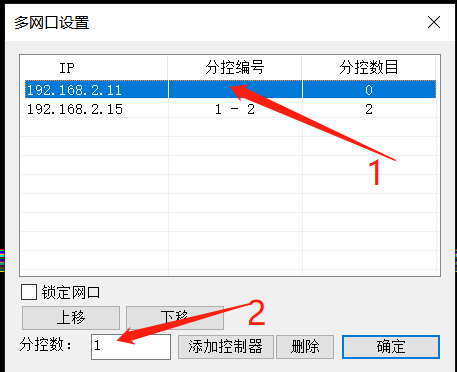 多网口设置
IP 分控编号 分控数目
192.168.2.11 0
192.168.2.15 1 - 2 2
1
锁定网口
2
上移 下移
分控数: 1 添加控制器 删除 确定